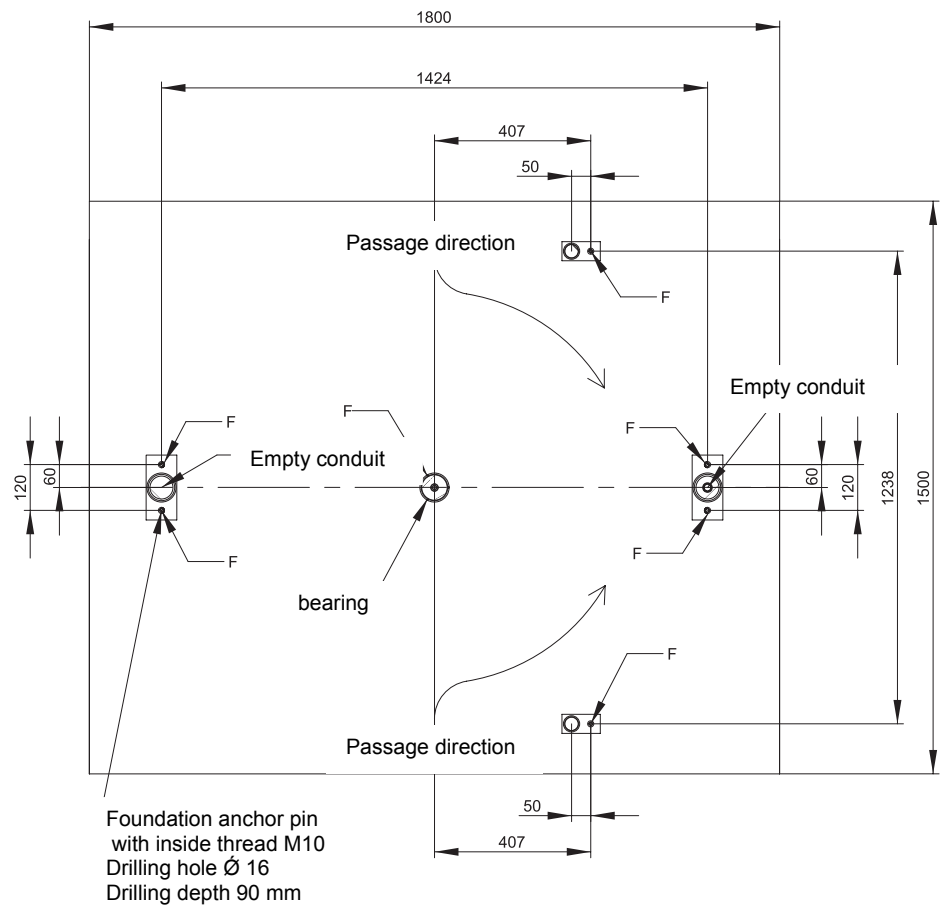 1800
1424
407
50
Passage direction
F
Empty conduit
F
F
F
Empty conduit
120
60
60
120
1238
1500
F
F
bearing
F
Passage direction
50
407
Foundation anchor pin
with inside thread M10
Drilling hole Ǿ 16
Drilling depth 90 mm